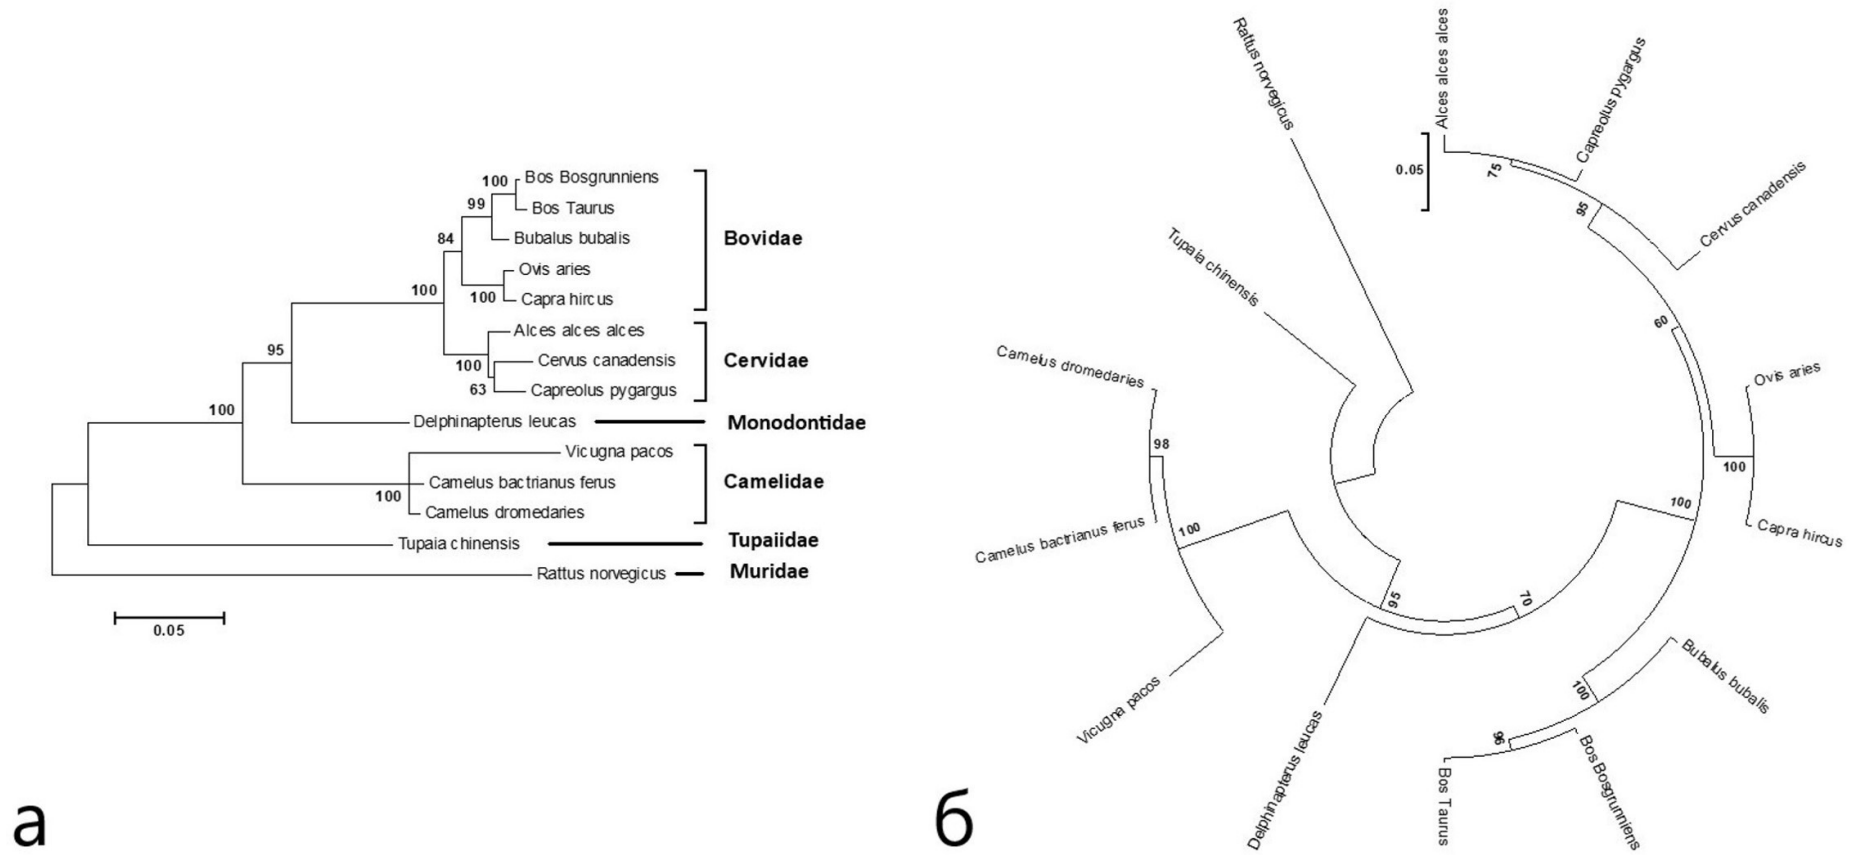 100
Bos Bosgrunniens
99
Bos Taurus
84
Bubalus bubalis
Bovidae
Ovis aries
100
100
Capra hircus
Alces alces alces
95
100
Cervus canadensis
Cervidae
63
Capreolus pygargus
100
Delphinapterus leucas
Monodontidae
Vicugna pacos
100
Camelus bactrianus ferus
Camelidae
Camelus dromedaries
Tupaia chinensis
Tupaiidae
Rattus norvegicus
Muridae
0.05
а
Rattus norvegicus
Alces alces alces
Capreolus pygargus
0.05
75
Cervus canadensis
95
Tupaia chinensis
60
Camelus dromedaries
Ovis aries
98
100
Capra hircus
Camelus bactrianus ferus
100
100
95
70
Vicugna pacos
Bubalus bubalis
100
Delphinapterus leucas
96
Bos Taurus
Bos Bosgrunniens
б